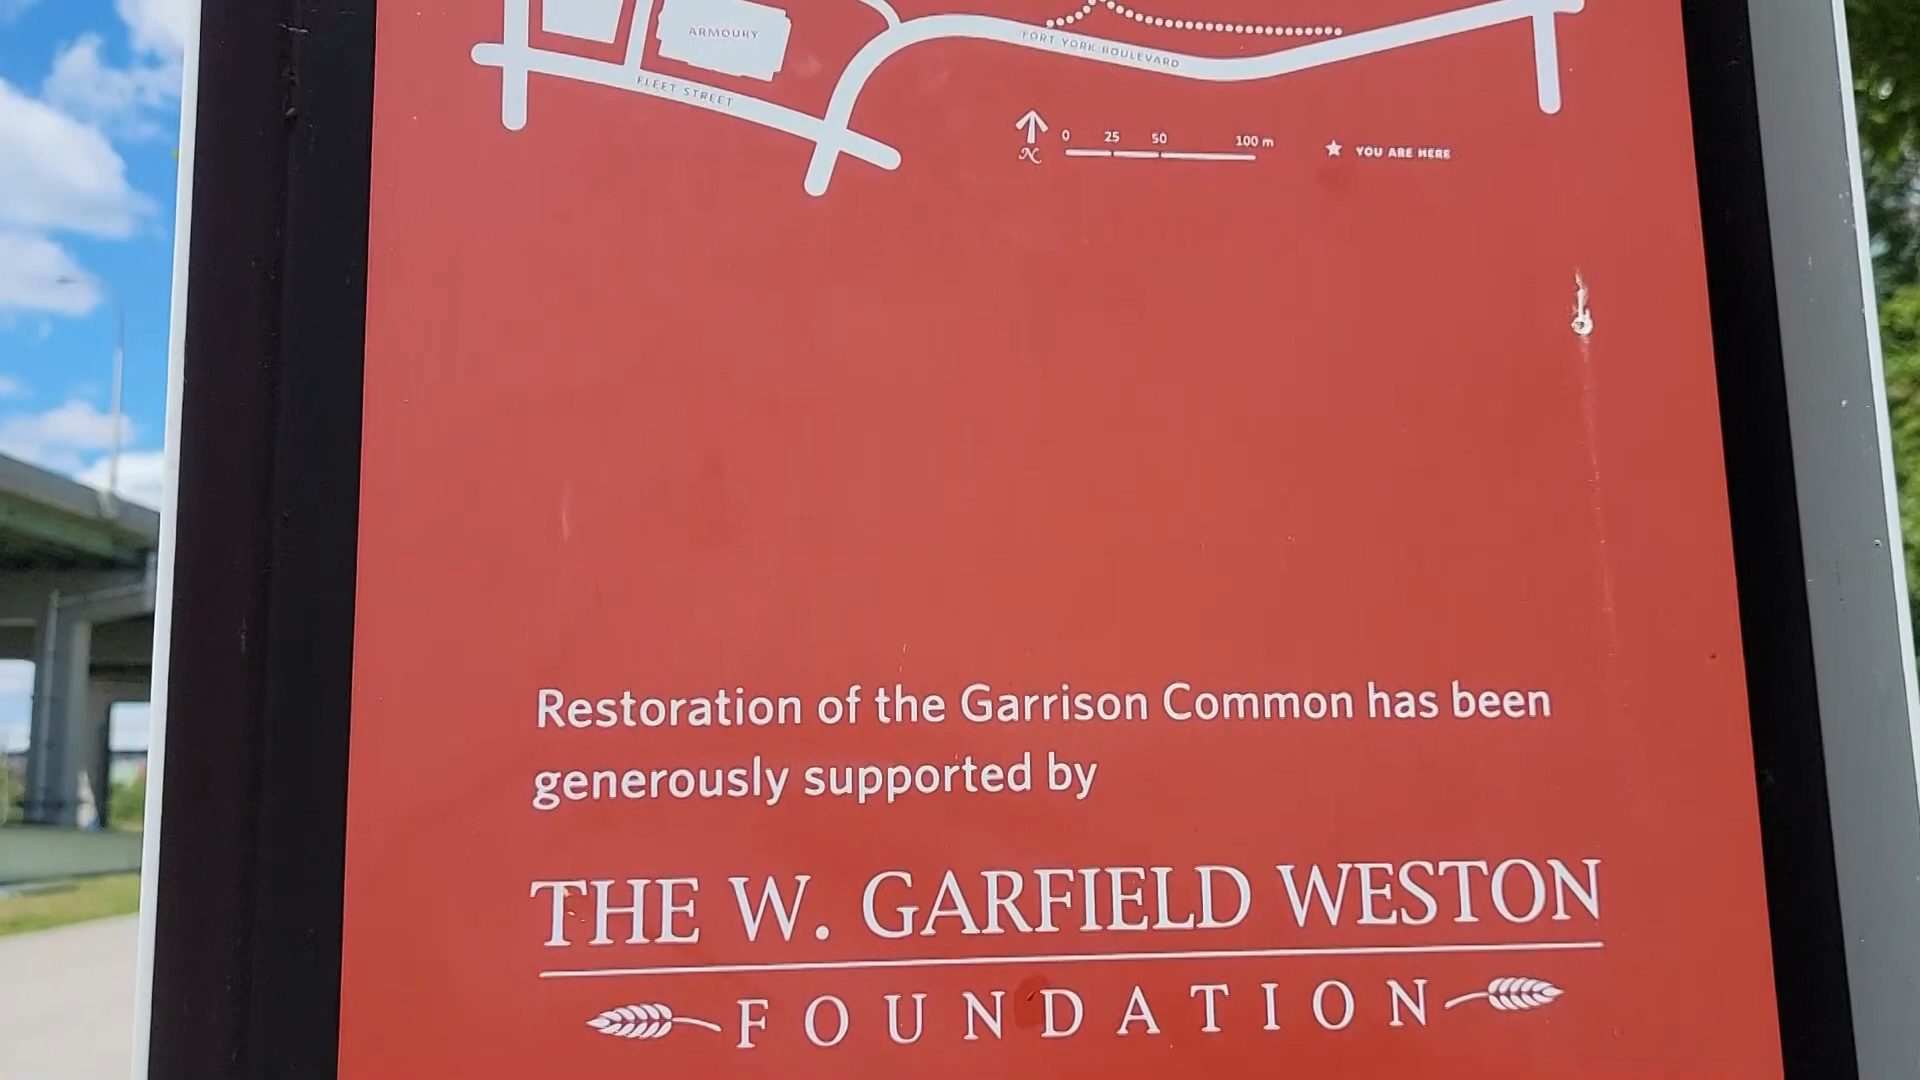 ARMOURY
FORT YORK BOULEVARD
FLEET STREET
0 25 50 100 m
N
YOU ARE HERE
Restoration of the Garrison Common has been
generously supported by
THE W. GARFIELD WESTON
FOUNDATION